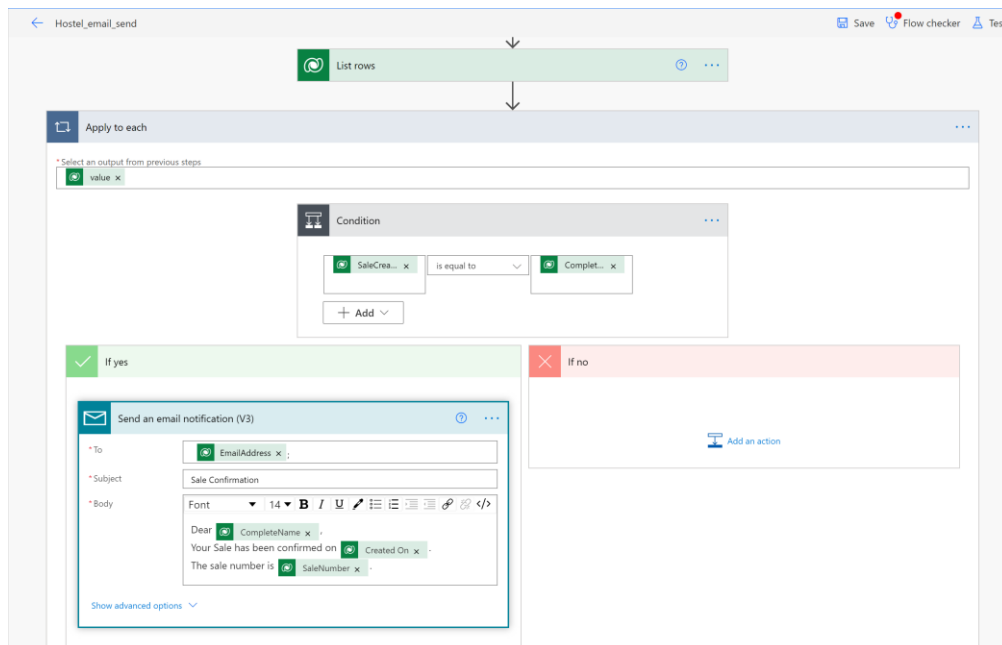 Hostel_email_send
Save
Flow checker
Tes
List rows
Apply to each
*Select an output from previous steps
value
Condition
SaleCrea...
is equal to
Complet...
Add
If yes
If no
Send an email notification (V3)
*To
EmailAddress
;
*Subject
Sale Confirmation
*Body
Font
14
B I U
</>
Dear CompleteName ,
Your Sale has been confirmed on Created On .
The sale number is SaleNumber .
Show advanced options
Add an action